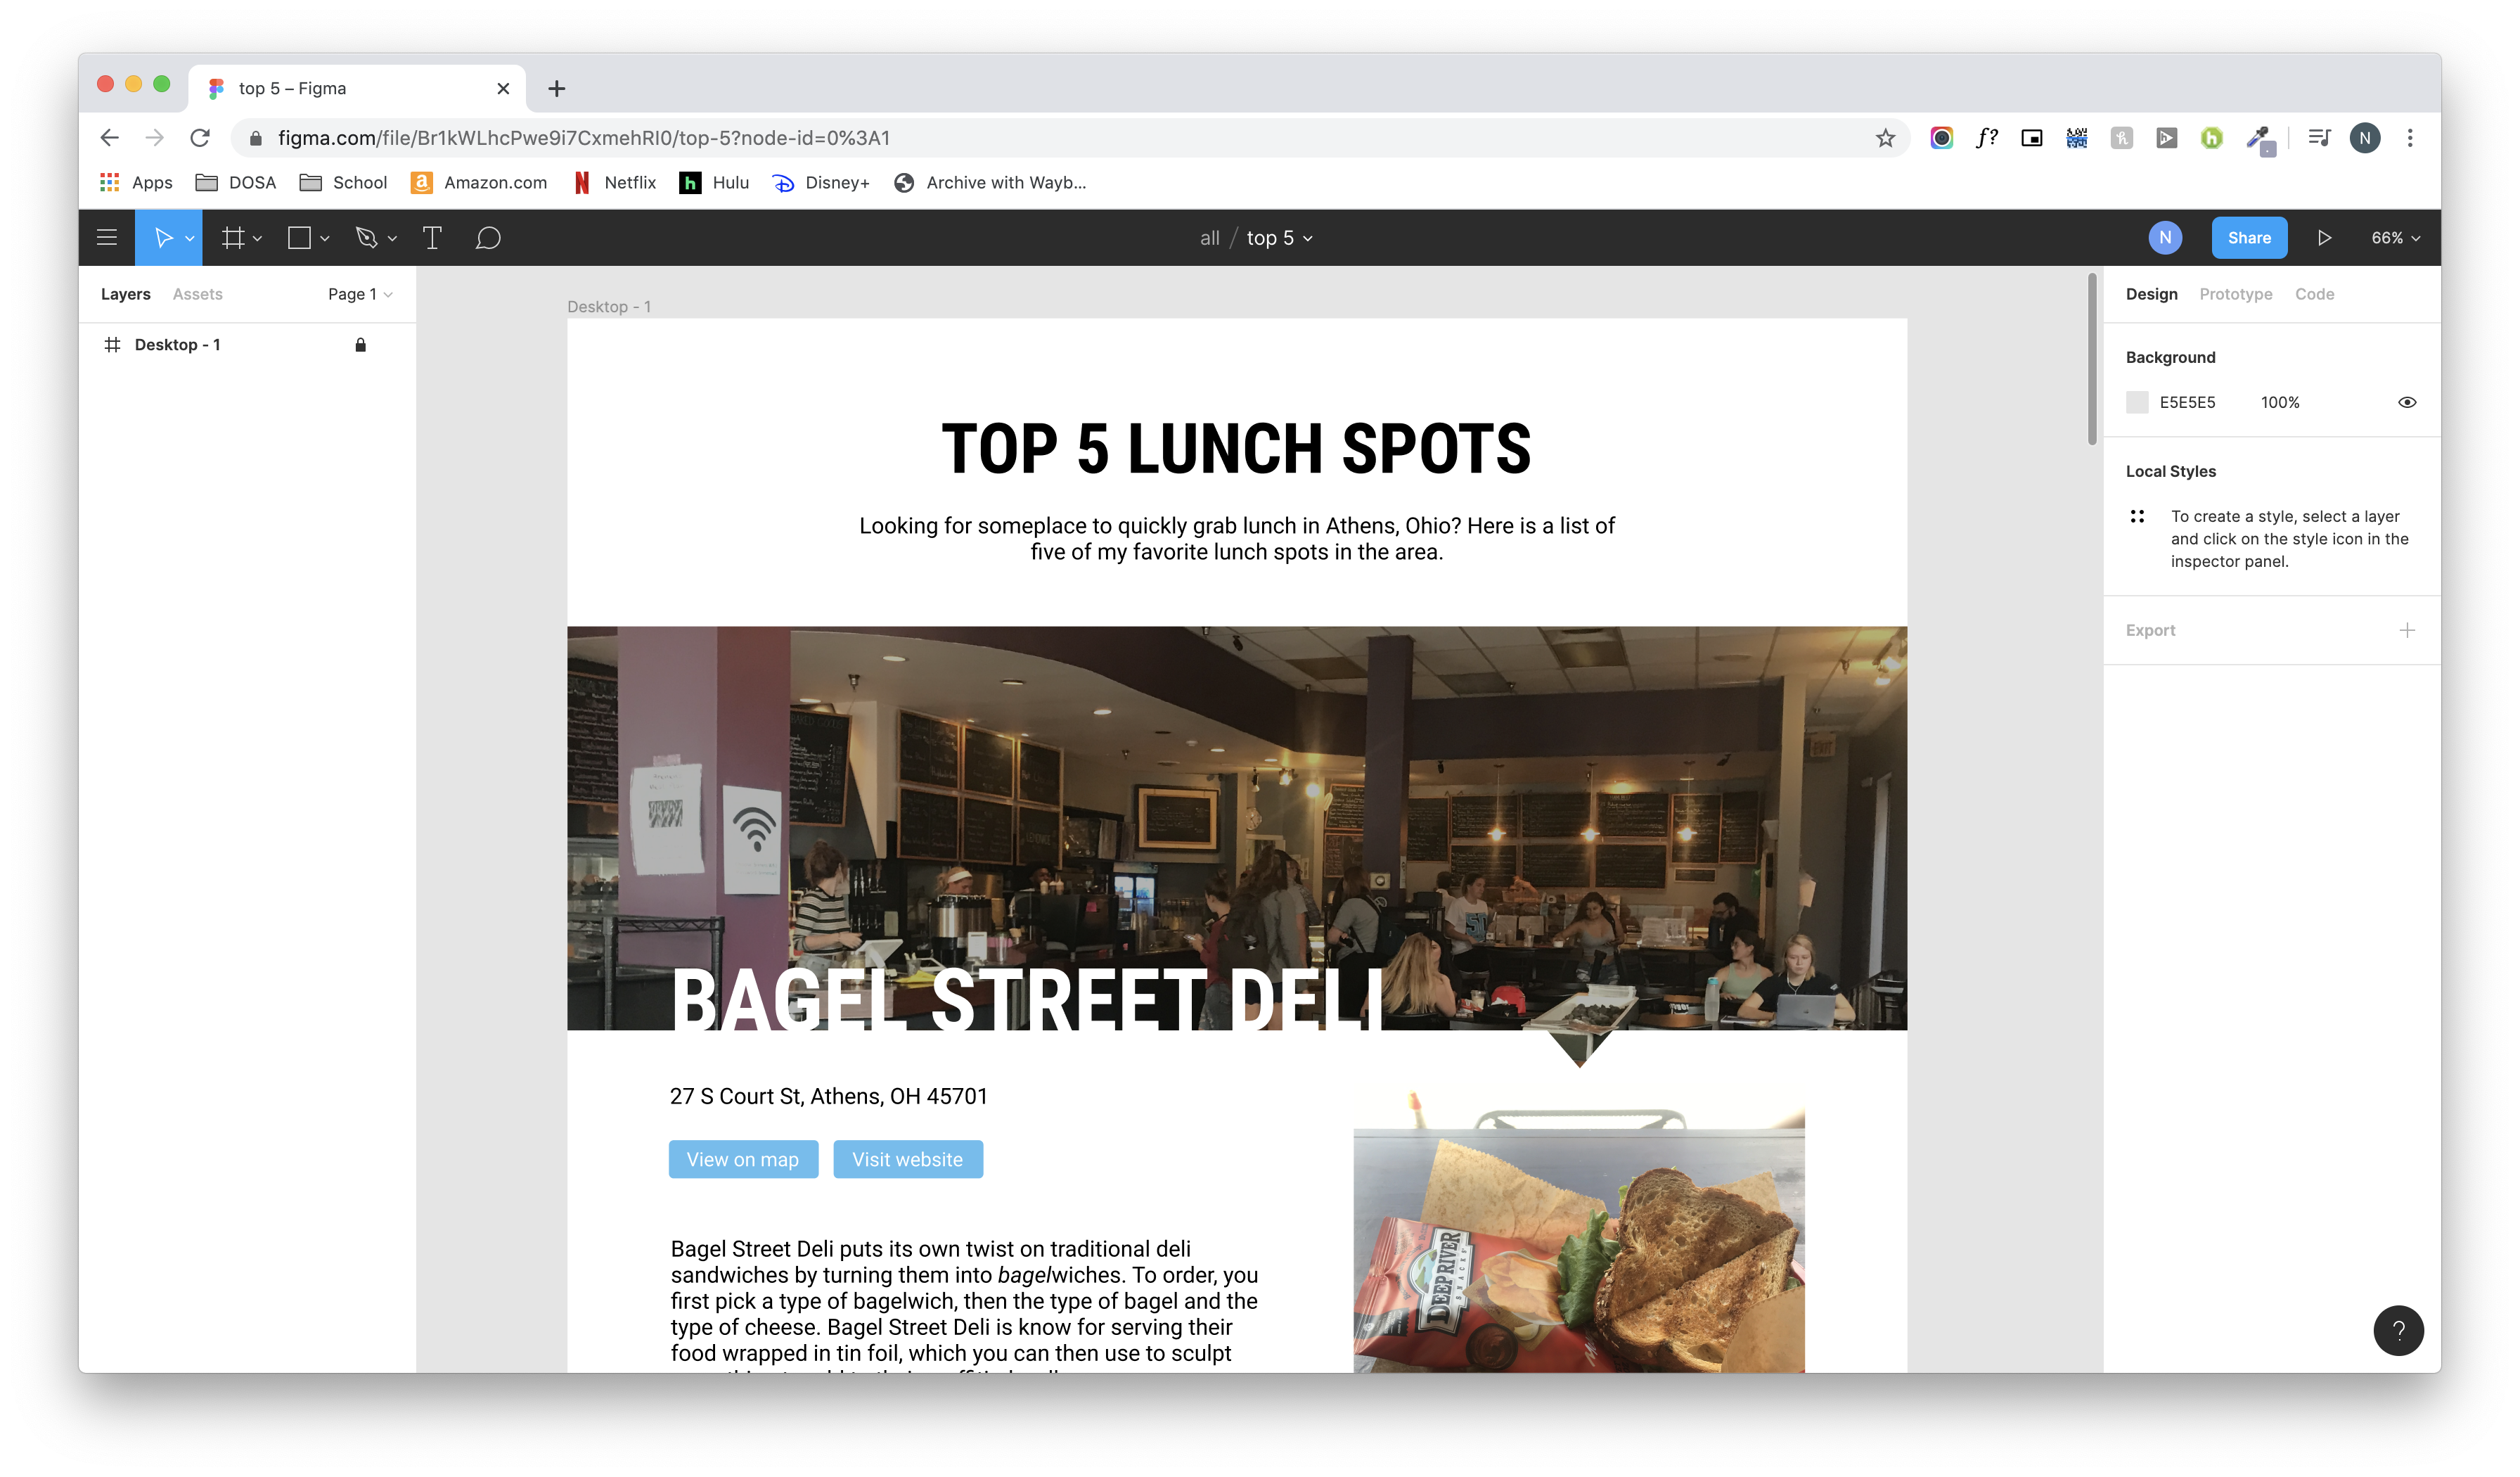 top 5 – Figma
figma.com/file/Br1kWLhcPwe9i7CxmehRI0/top-5?node-id=0%3A1
f?
N
Apps
DOSA
School
Amazon.com
Netflix
Hulu
Disney+
Archive with Wayb...
all / top 5
N
Share
66%
Layers
Assets
Page 1
Desktop - 1
Desktop - 1
Design
Prototype
Code
Background
E5E5E5
100%
Local Styles
To create a style, select a layer
and click on the style icon in the
inspector panel.
Export
TOP 5 LUNCH SPOTS
Looking for someplace to quickly grab lunch in Athens, Ohio? Here is a list of
five of my favorite lunch spots in the area.
BAGEL STREET DELI
27 S Court St, Athens, OH 45701
View on map
Visit website
Bagel Street Deli puts its own twist on traditional deli
sandwiches by turning them into bagelwiches. To order, you
first pick a type of bagelwich, then the type of bagel and the
type of cheese. Bagel Street Deli is know for serving their
food wrapped in tin foil, which you can then use to sculpt
DEEP RIVER
SNACKS
?